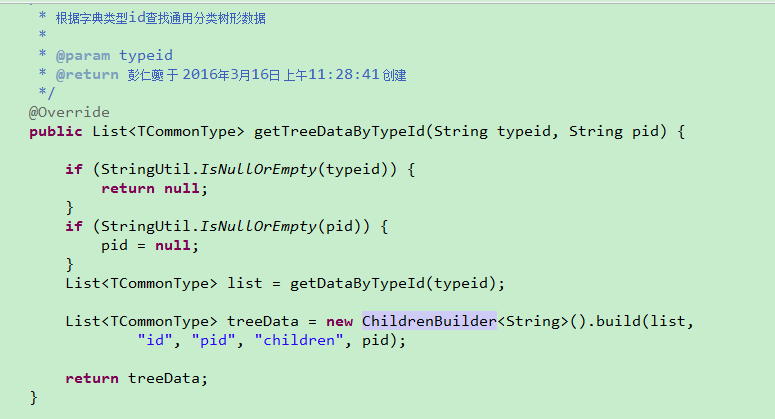 * 根据字典类型id查找通用分类树形数据
*
* @param typeid
* @return 彭仁夔 于 2016年3月16日 上午11:28:41 创建
*/
@Override
public List<TCommonType> getTreeDataByTypeId(String typeid, String pid) {
if (StringUtil.IsNullOrEmpty(typeid)) {
return null;
}
if (StringUtil.IsNullOrEmpty(pid)) {
pid = null;
}
List<TCommonType> list = getDataByTypeId(typeid);
List<TCommonType> treeData = new ChildrenBuilder<String>().build(list,
"id", "pid", "children", pid);
return treeData;
}